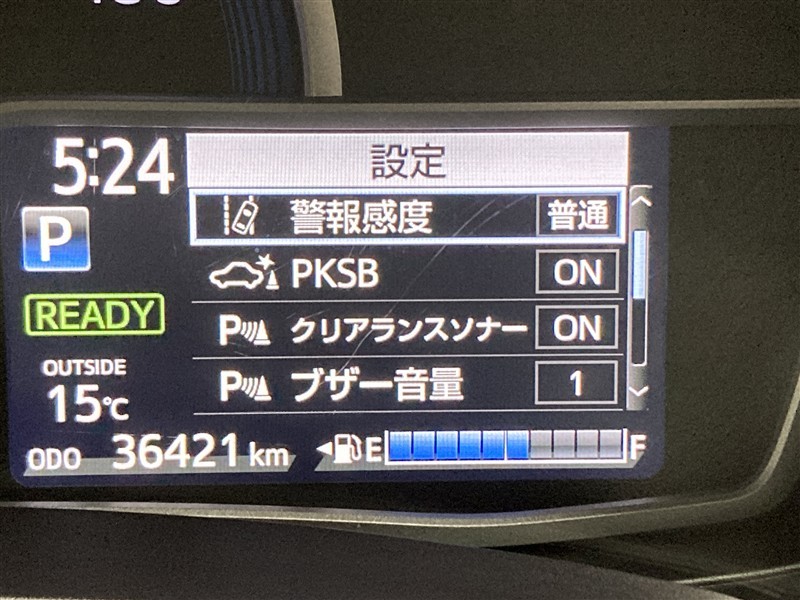 5:24
設定
P
警報感度 普通
PKSB ON
READY
P クリアランスソナー ON
OUTSIDE
15℃
P ブザー音量 1
ODO 36421 km
E F